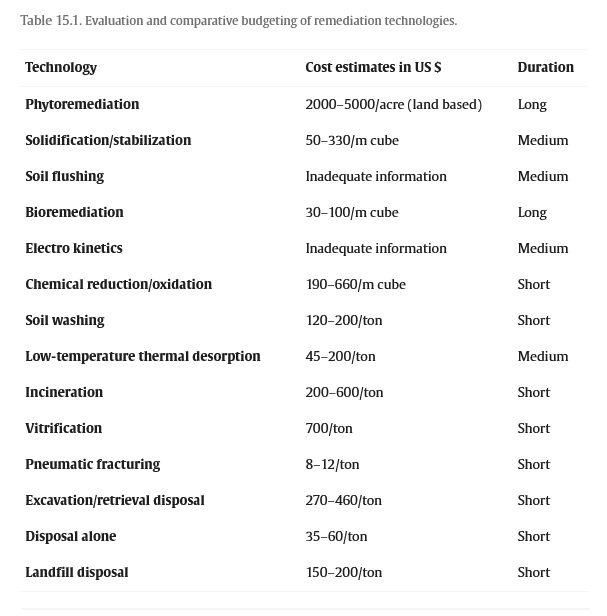 Table 15.1. Evaluation and comparative budgeting of remediation technologies.
Technology Cost estimates in US $ Duration
Phytoremediation 2000–5000/acre (land based) Long
Solidification/stabilization 50–330/m cube Medium
Soil flushing Inadequate information Medium
Bioremediation 30–100/m cube Long
Electro kinetics Inadequate information Medium
Chemical reduction/oxidation 190–660/m cube Short
Soil washing 120–200/ton Short
Low-temperature thermal desorption 45–200/ton Medium
Incineration 200–600/ton Short
Vitrification 700/ton Short
Pneumatic fracturing 8–12/ton Short
Excavation/retrieval disposal 270–460/ton Short
Disposal alone 35–60/ton Short
Landfill disposal 150–200/ton Short